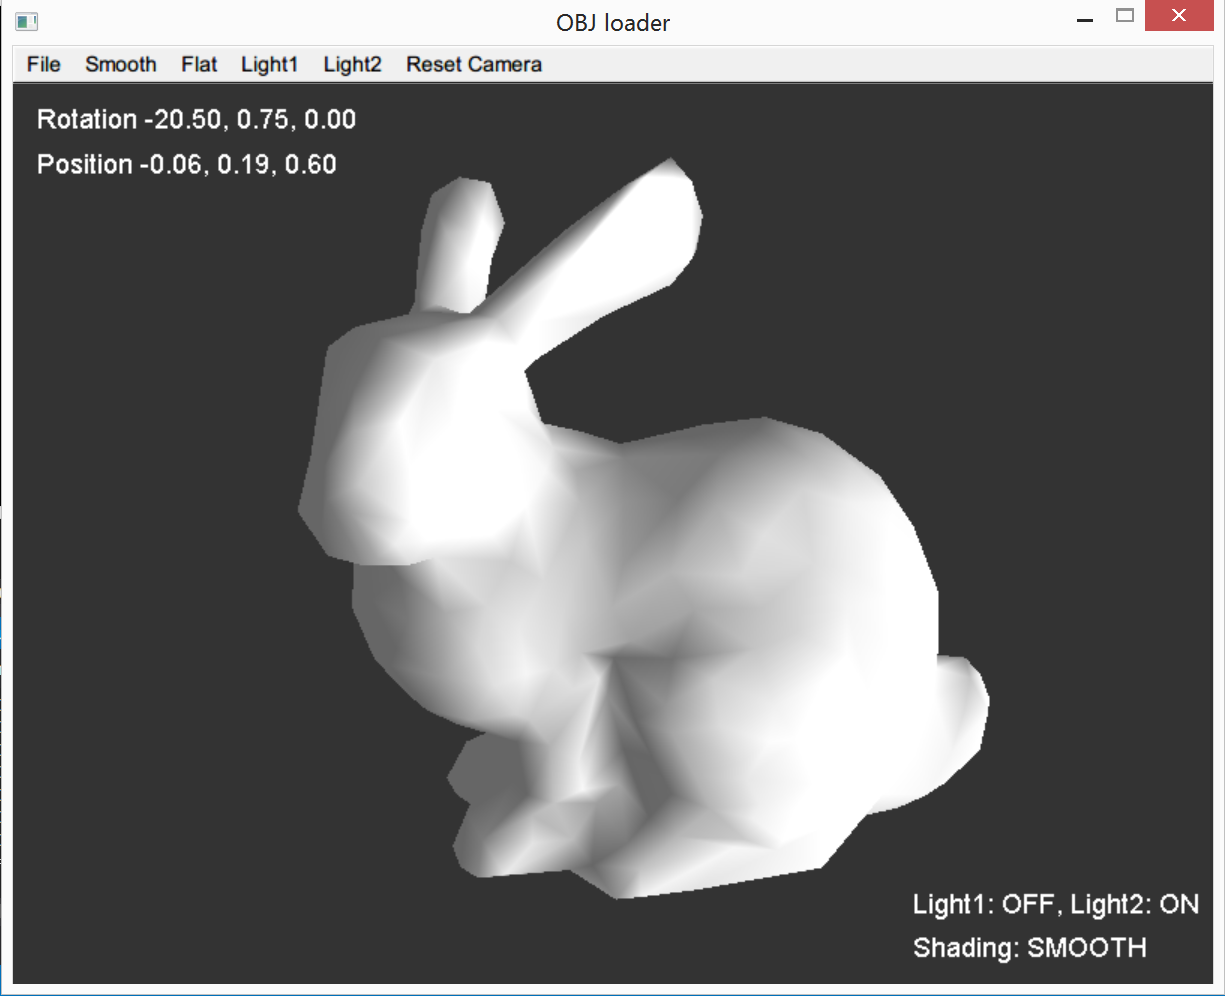 OBJ loader
File Smooth Flat Light1 Light2 Reset Camera
Rotation -20.50, 0.75, 0.00
Position -0.06, 0.19, 0.60
Light1: OFF, Light2: ON
Shading: SMOOTH